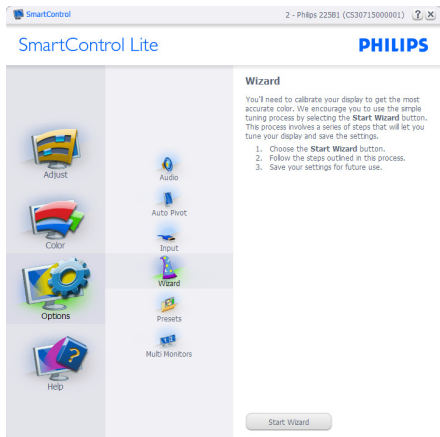 SmartControl
2 - Philips 225B1 (CS30715000001)
SmartControl Lite
PHILIPS
Adjust
Color
Options
Help
Audio
Auto Pivot
Input
Wizard
Presets
Multi Monitors
Wizard
You'll need to calibrate your display to get the most
accurate color. We encourage you to use the simple
tuning process by selecting the Start Wizard button.
This process involves a series of steps that will let you
tune your display and save the settings.
1. Choose the Start Wizard button.
2. Follow the steps outlined in this process.
3. Save your settings for future use.
Start Wizard